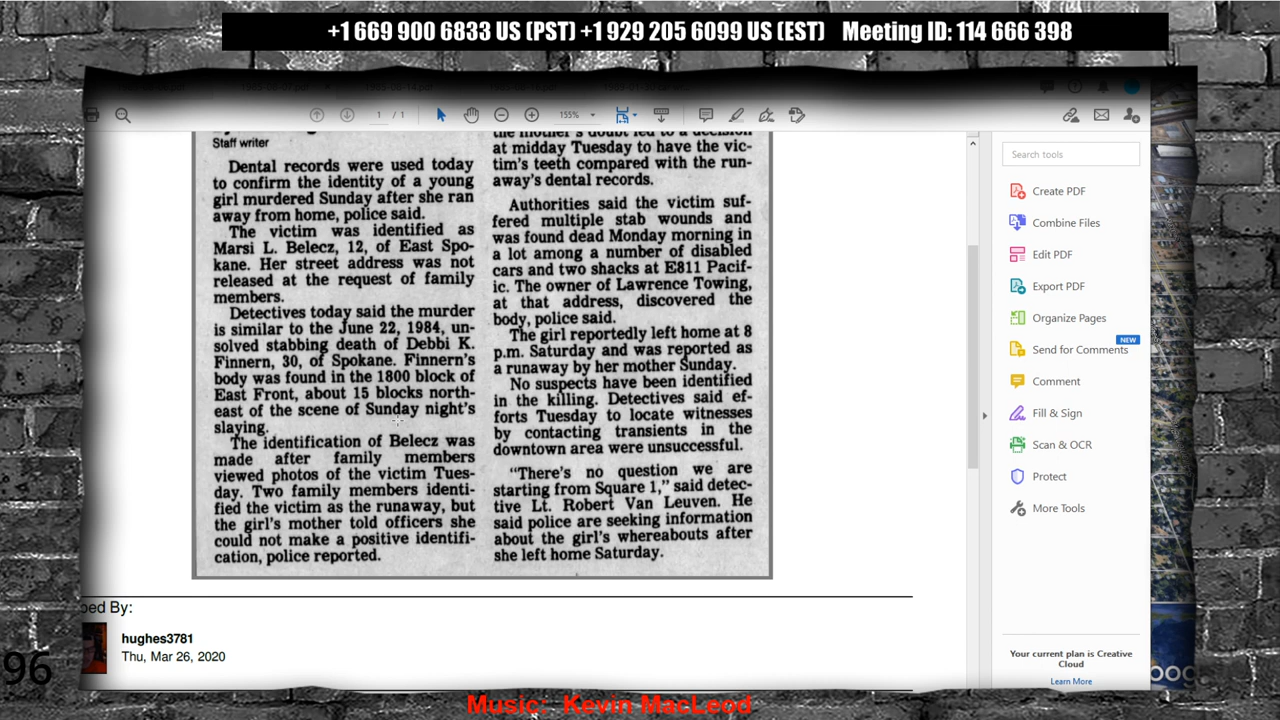 +1 669 900 6833 US (PST) +1 929 205 6099 US (EST) Meeting ID: 114 666 398
1 / 1
155%
Staff writer
Dental records were used today
to confirm the identity of a young
girl murdered Sunday after she ran
away from home, police said.
The victim was identified as
Marsi L. Belecz, 12, of East Spo-
kane. Her street address was not
released at the request of family
members.
Detectives today said the murder
is similar to the June 22, 1984, un-
solved stabbing death of Debbi K.
Finnern, 30, of Spokane. Finnern's
body was found in the 1800 block of
East Front, about 15 blocks north-
east of the scene of Sunday night's
slaying.
The identification of Belecz was
made after family members
viewed photos of the victim Tues-
day. Two family members identi-
fied the victim as the runaway, but
the girl's mother told officers she
could not make a positive identifi-
cation, police reported.
the mother's doubt led to a decision
at midday Tuesday to have the vic-
tim's teeth compared with the run-
away's dental records.
Authorities said the victim suf-
fered multiple stab wounds and
was found dead Monday morning in
a lot among a number of disabled
cars and two shacks at E811 Pacif-
ic. The owner of Lawrence Towing,
at that address, discovered the
body, police said.
The girl reportedly left home at 8
p.m. Saturday and was reported as
a runaway by her mother Sunday.
No suspects have been identified
in the killing. Detectives said ef-
forts Tuesday to locate witnesses
by contacting transients in the
downtown area were unsuccessful.
"There's no question we are
starting from Square 1," said detec-
tive Lt. Robert Van Leuven. He
said police are seeking information
about the girl's whereabouts after
she left home Saturday.
ped By:
hughes3781
Thu, Mar 26, 2020
Search tools
Create PDF
Combine Files
Edit PDF
Export PDF
Organize Pages
NEW
Send for Comments
Comment
Fill & Sign
Scan & OCR
Protect
More Tools
Your current plan is Creative
Cloud
Learn More
96
Music: Kevin MacLeod